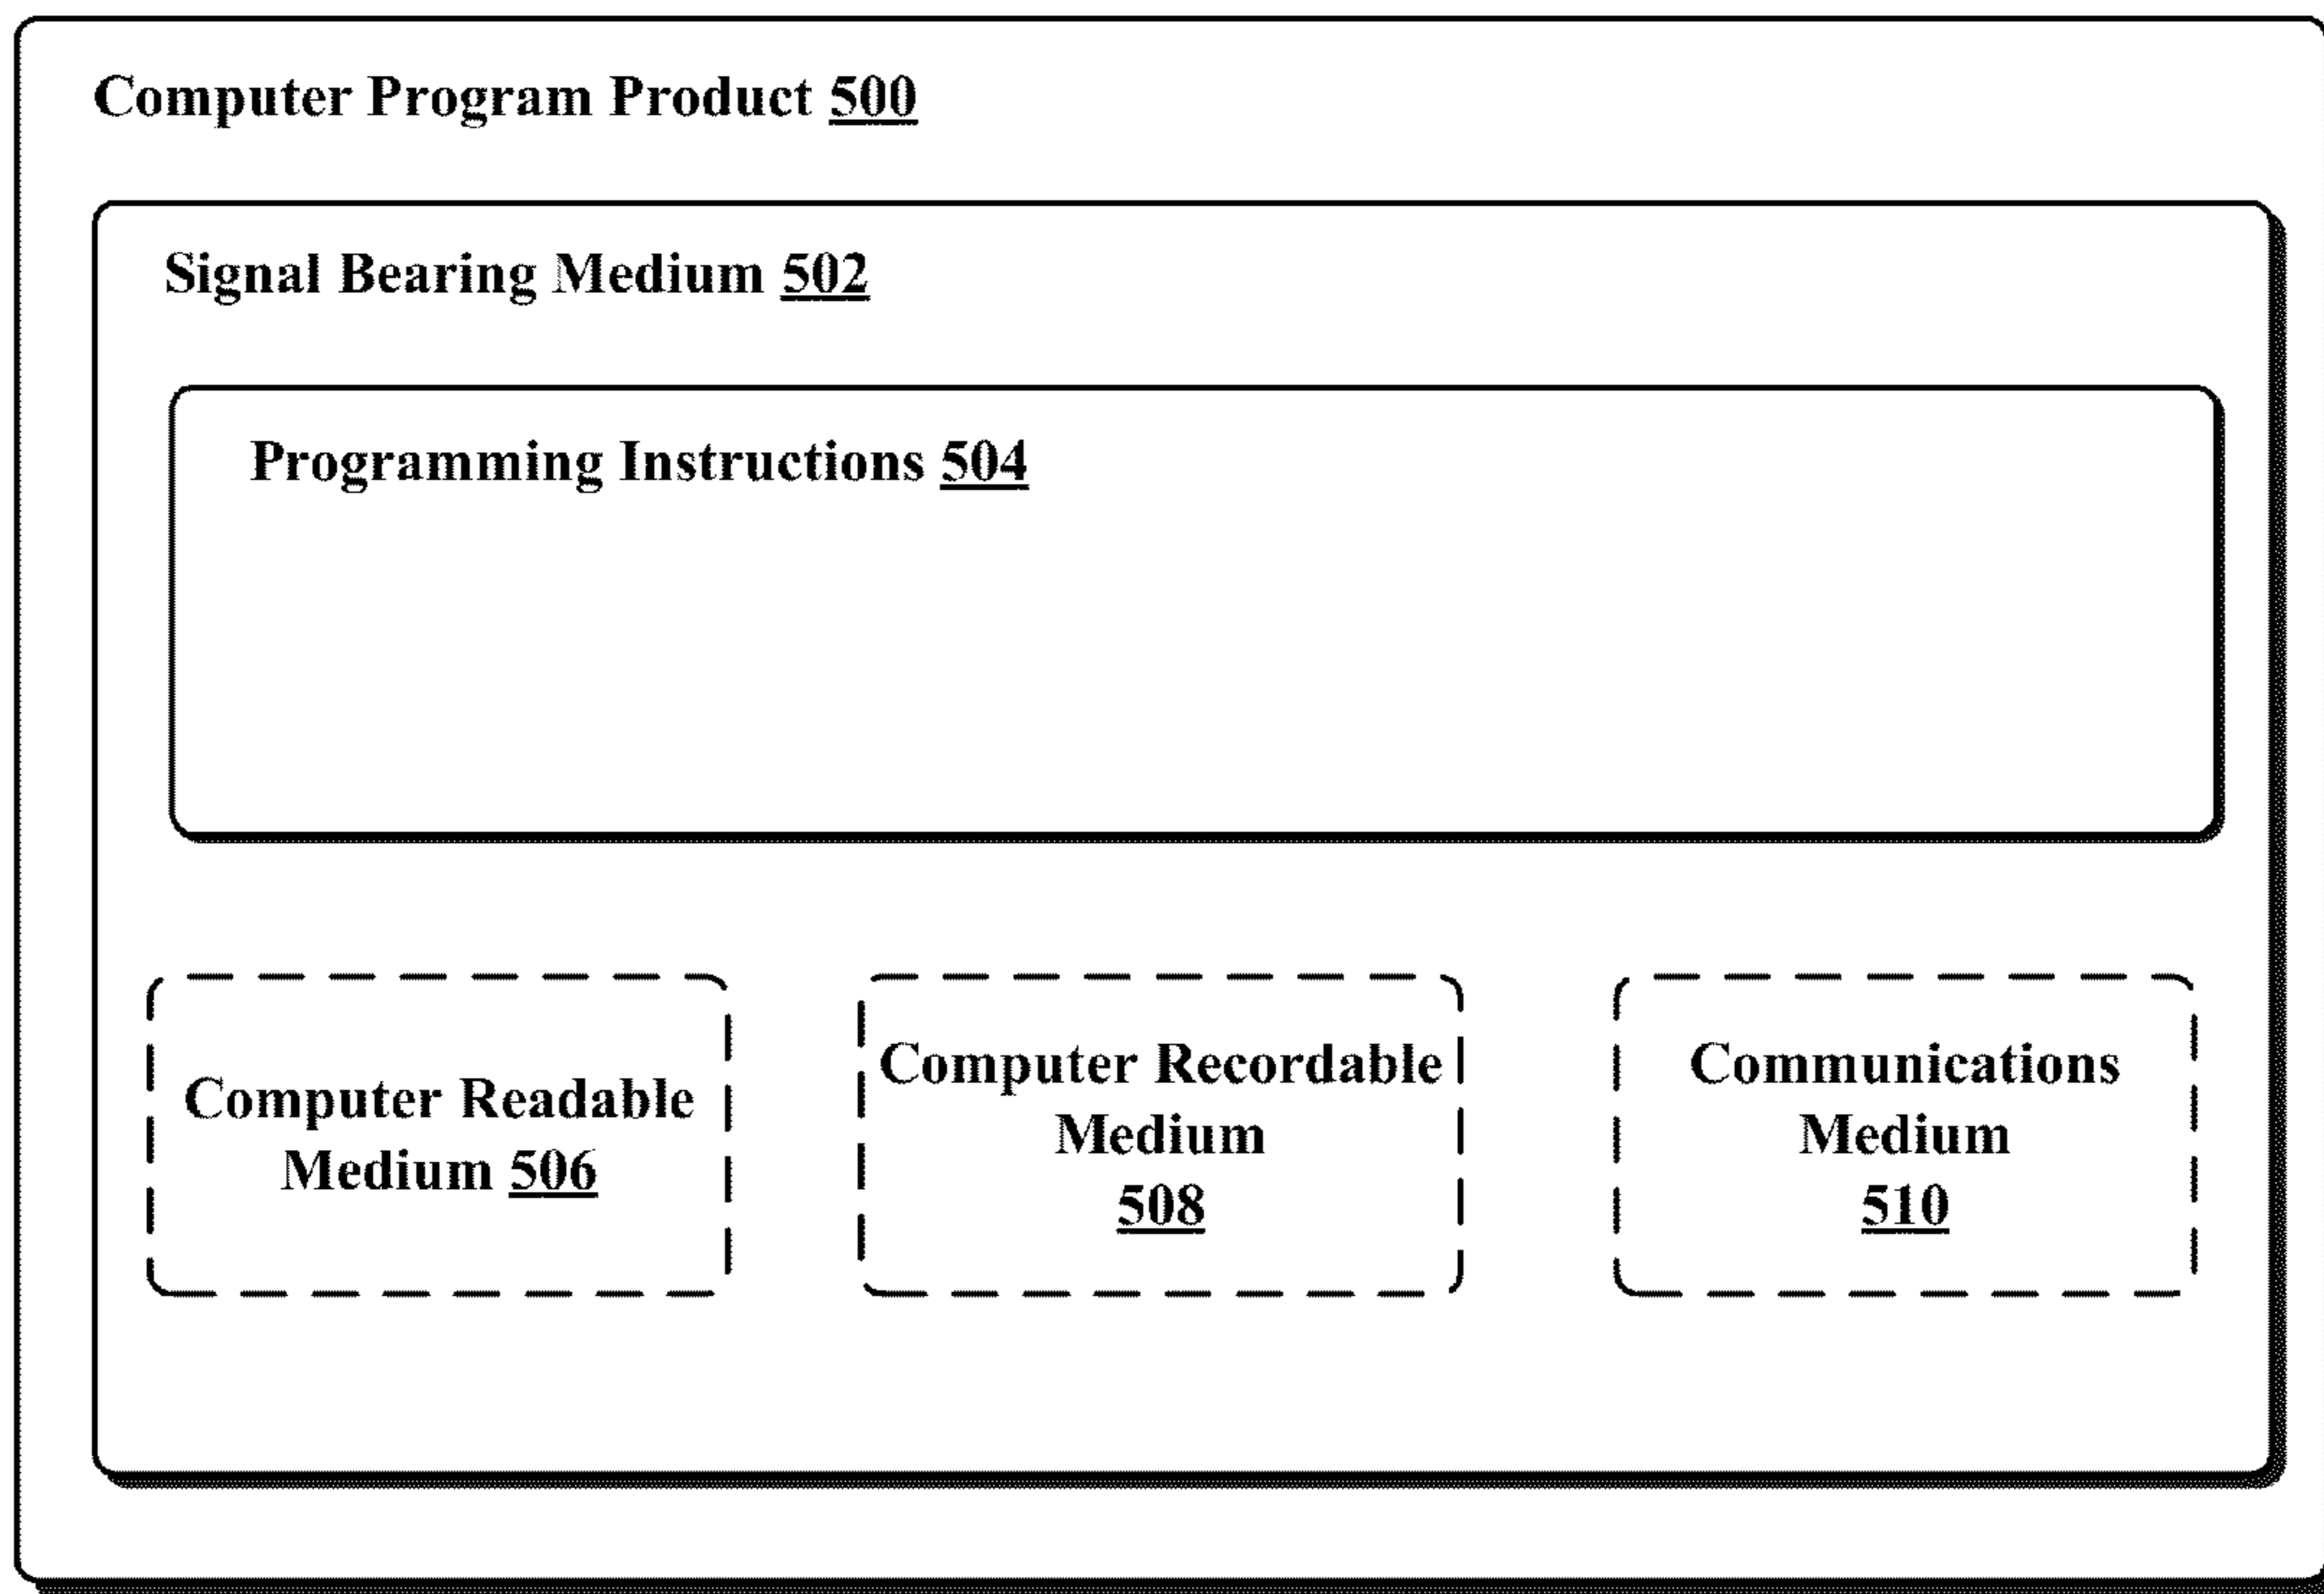 Computer Program Product 500
Signal Bearing Medium 502
Programming Instructions 504
Computer Readable
Medium 506
Computer Recordable
Medium
508
Communications
Medium
510